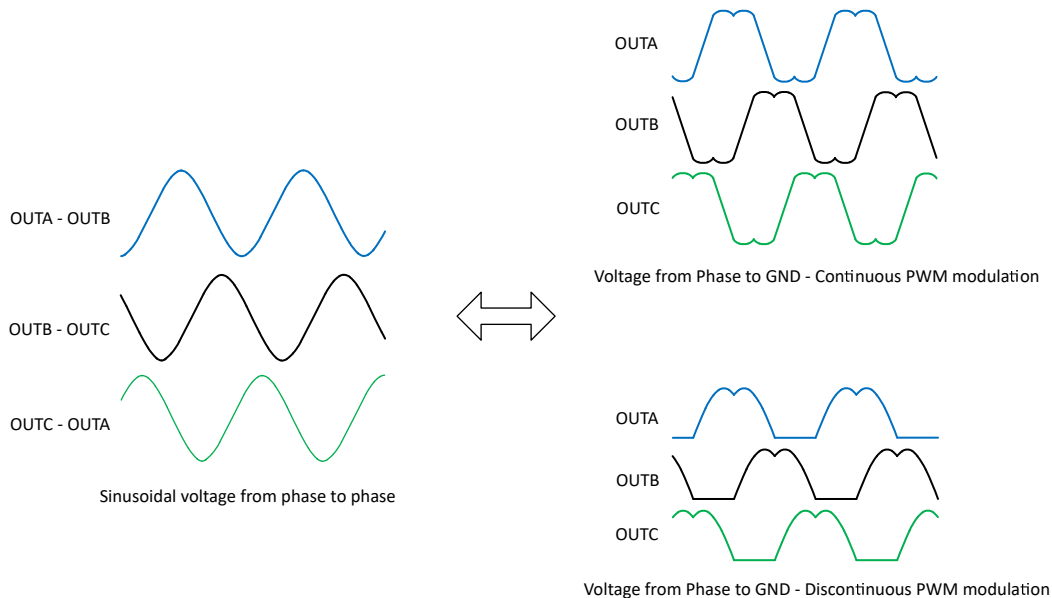 OUTA - OUTB
OUTB - OUTC
OUTC - OUTA
Sinusoidal voltage from phase to phase
OUTA
OUTB
OUTC
Voltage from Phase to GND - Continuous PWM modulation
OUTA
OUTB
OUTC
Voltage from Phase to GND - Discontinuous PWM modulation